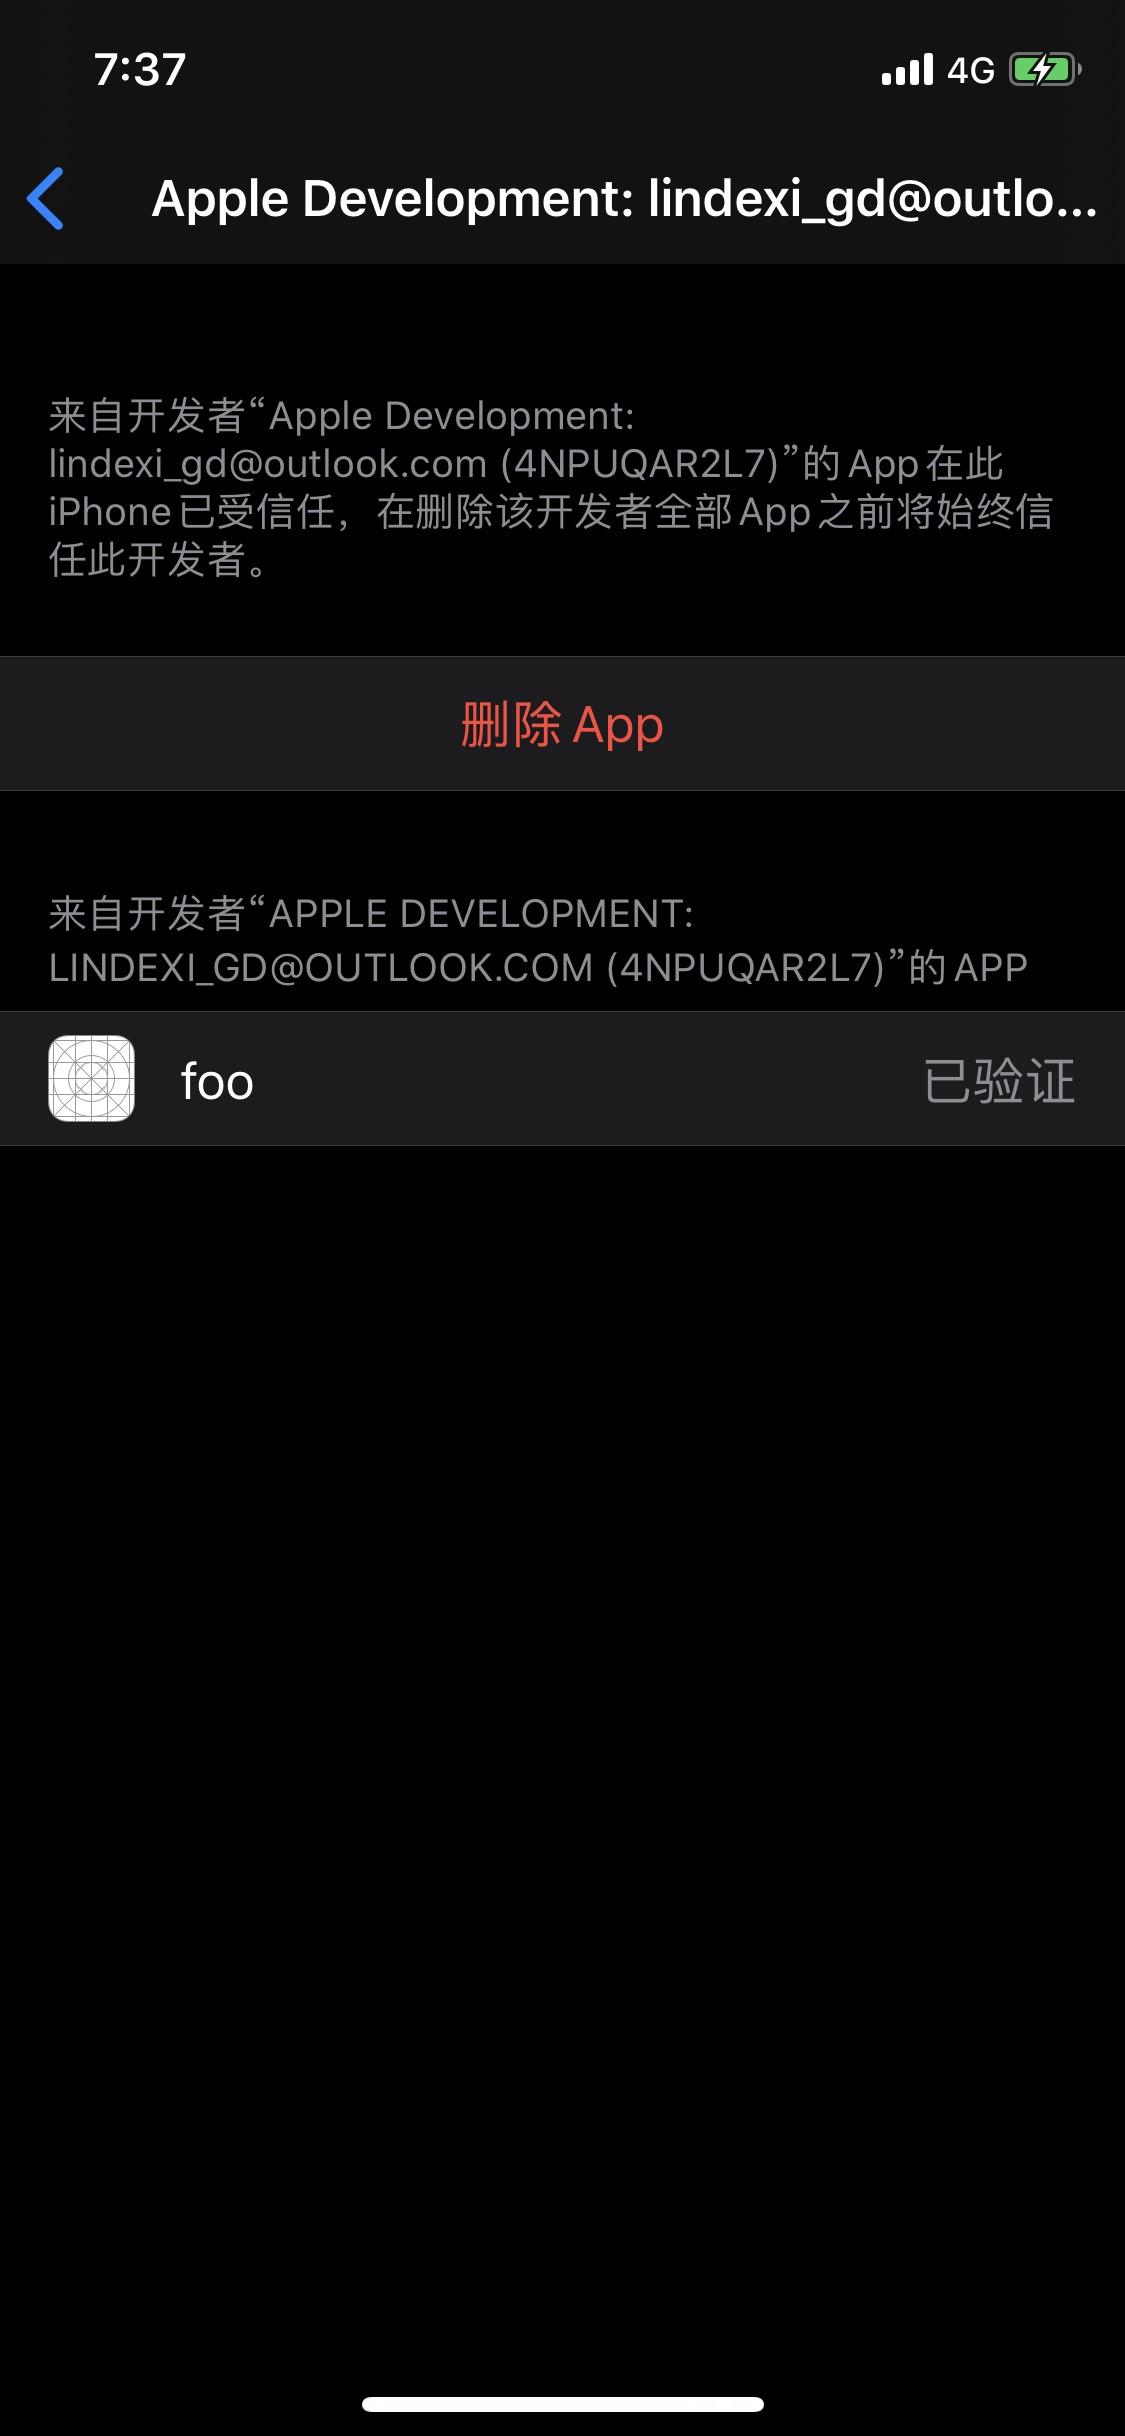 7:37
4G
Apple Development: lindexi_gd@outlo...
来自开发者“Apple Development:
lindexi_gd@outlook.com (4NPUQAR2L7)”的 App 在此
iPhone 已受信任，在删除该开发者全部 App 之前将始终信
任此开发者。
删除 App
来自开发者“APPLE DEVELOPMENT:
LINDEXI_GD@OUTLOOK.COM (4NPUQAR2L7)”的 APP
foo
已验证